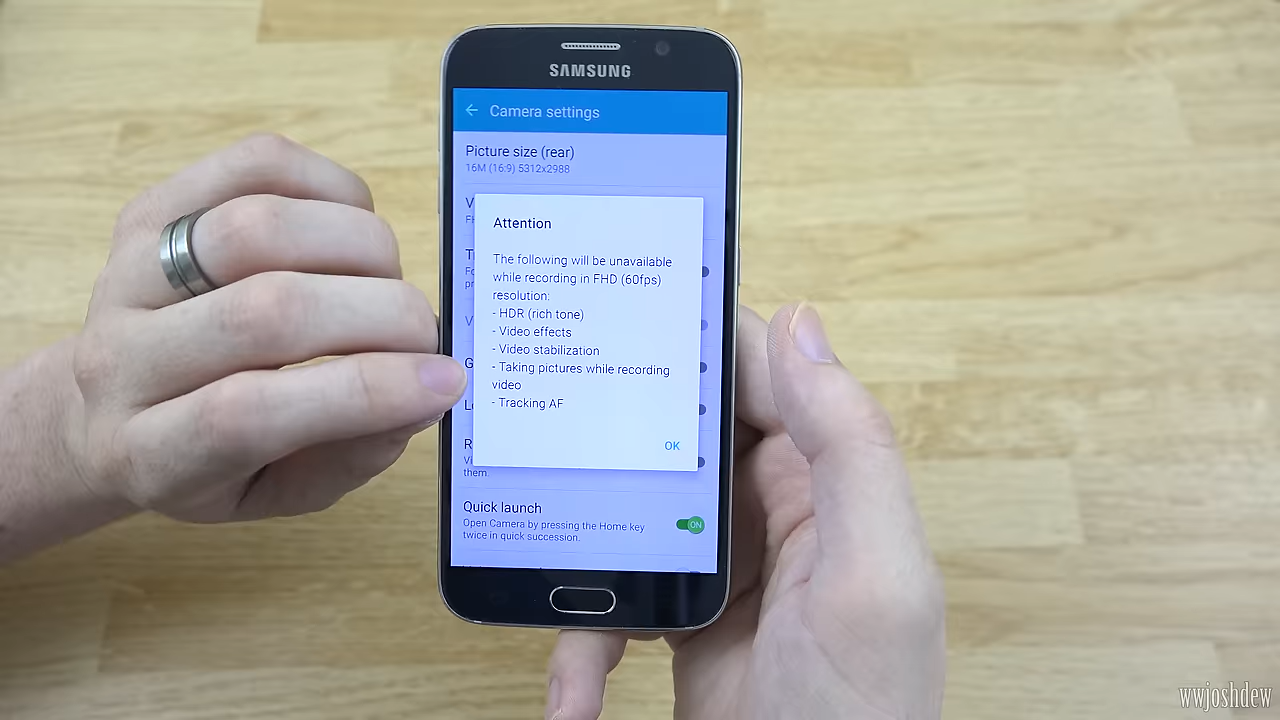 SAMSUNG
Camera settings
Picture size (rear)
16M (16:9) 5312x2988
Attention
The following will be unavailable
while recording in FHD (60fps)
resolution:
- HDR (rich tone)
- Video effects
- Video stabilization
- Taking pictures while recording
video
- Tracking AF
OK
them.
Quick launch
Open Camera by pressing the Home key
twice in quick succession.
ON
wwjoshdew